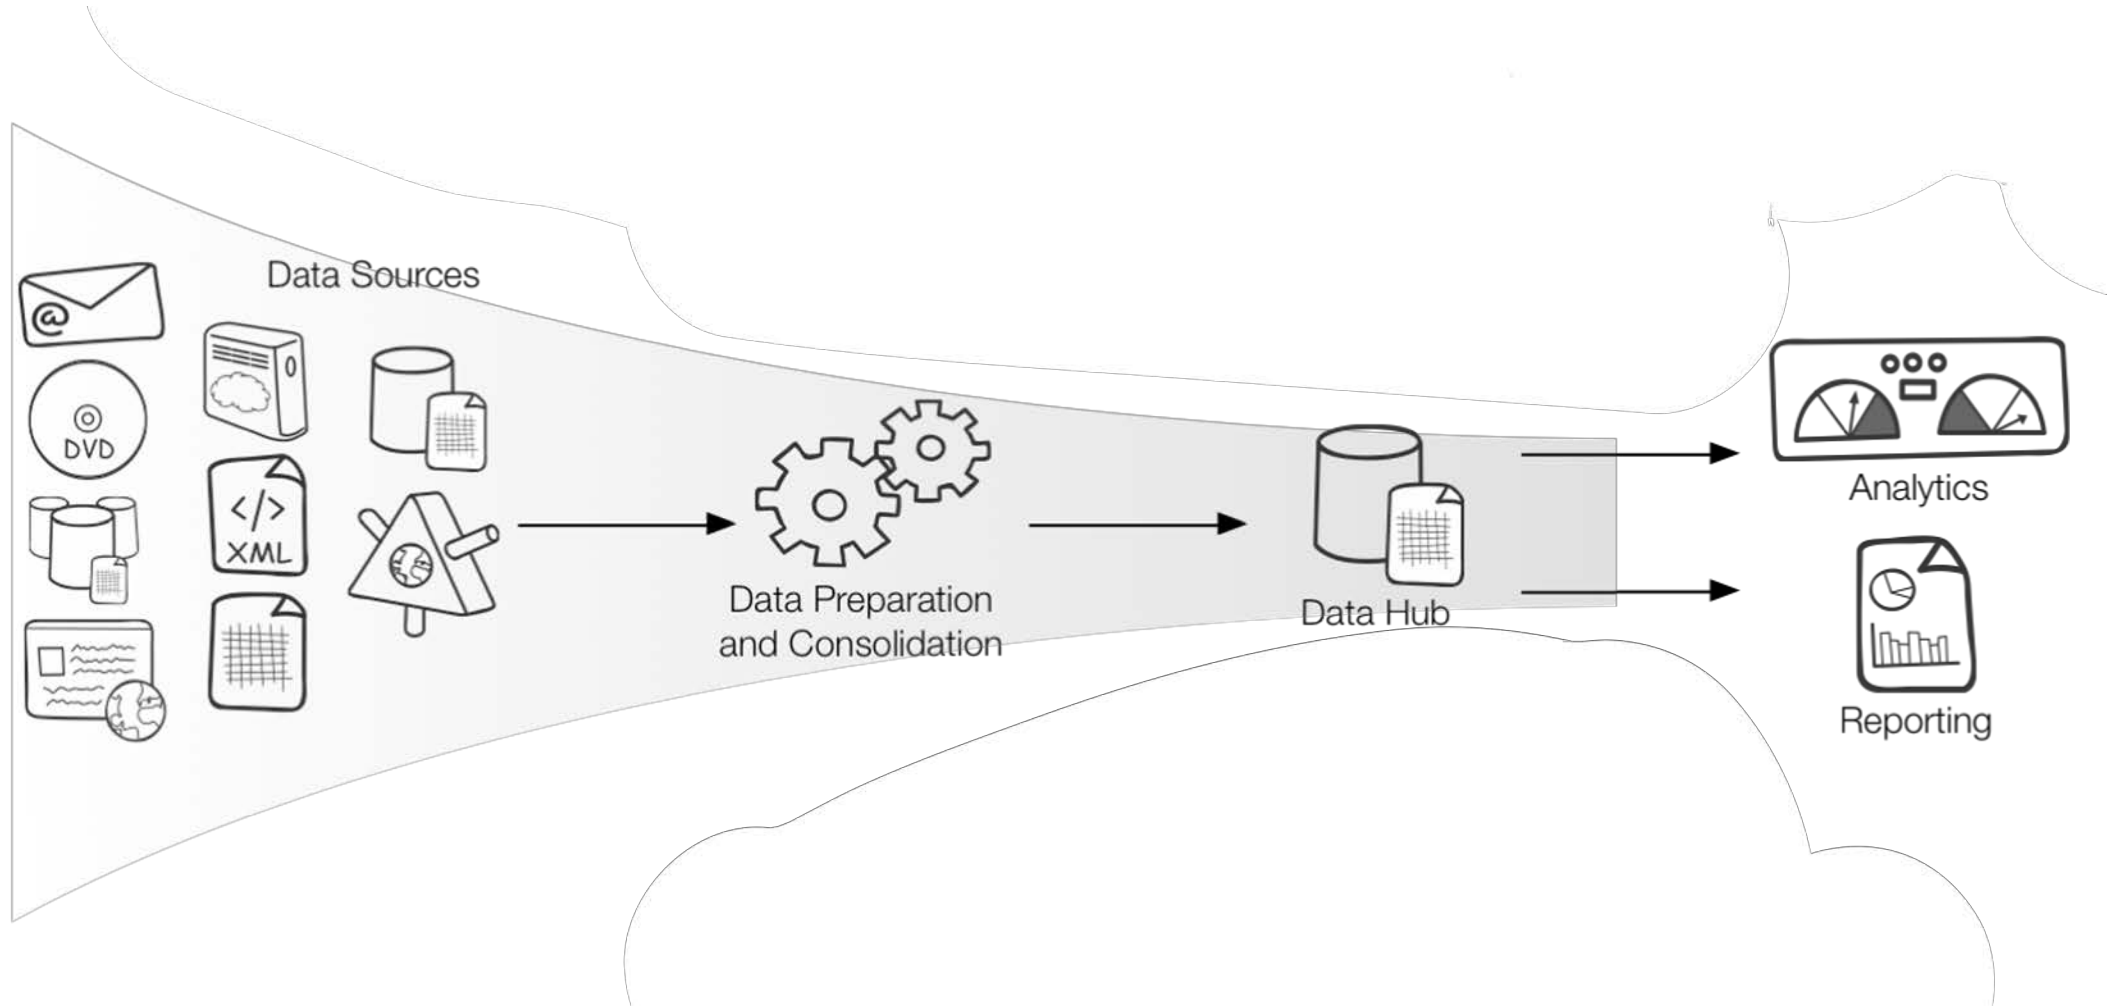 Data Sources
@
DVD
</>
XML
Data Preparation
and Consolidation
Data Hub
Analytics
Reporting